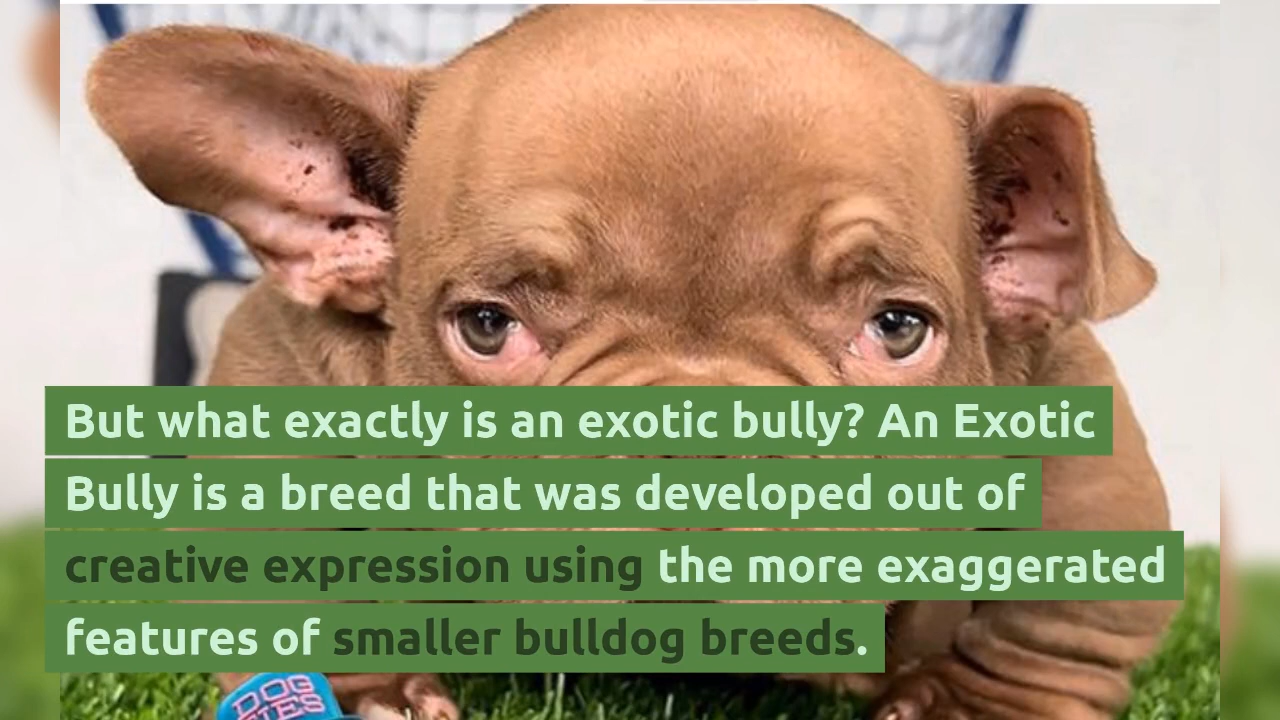 But what exactly is an exotic bully? An Exotic
Bully is a breed that was developed out of
creative expression using the more exaggerated
features of smaller bulldog breeds.
DOG